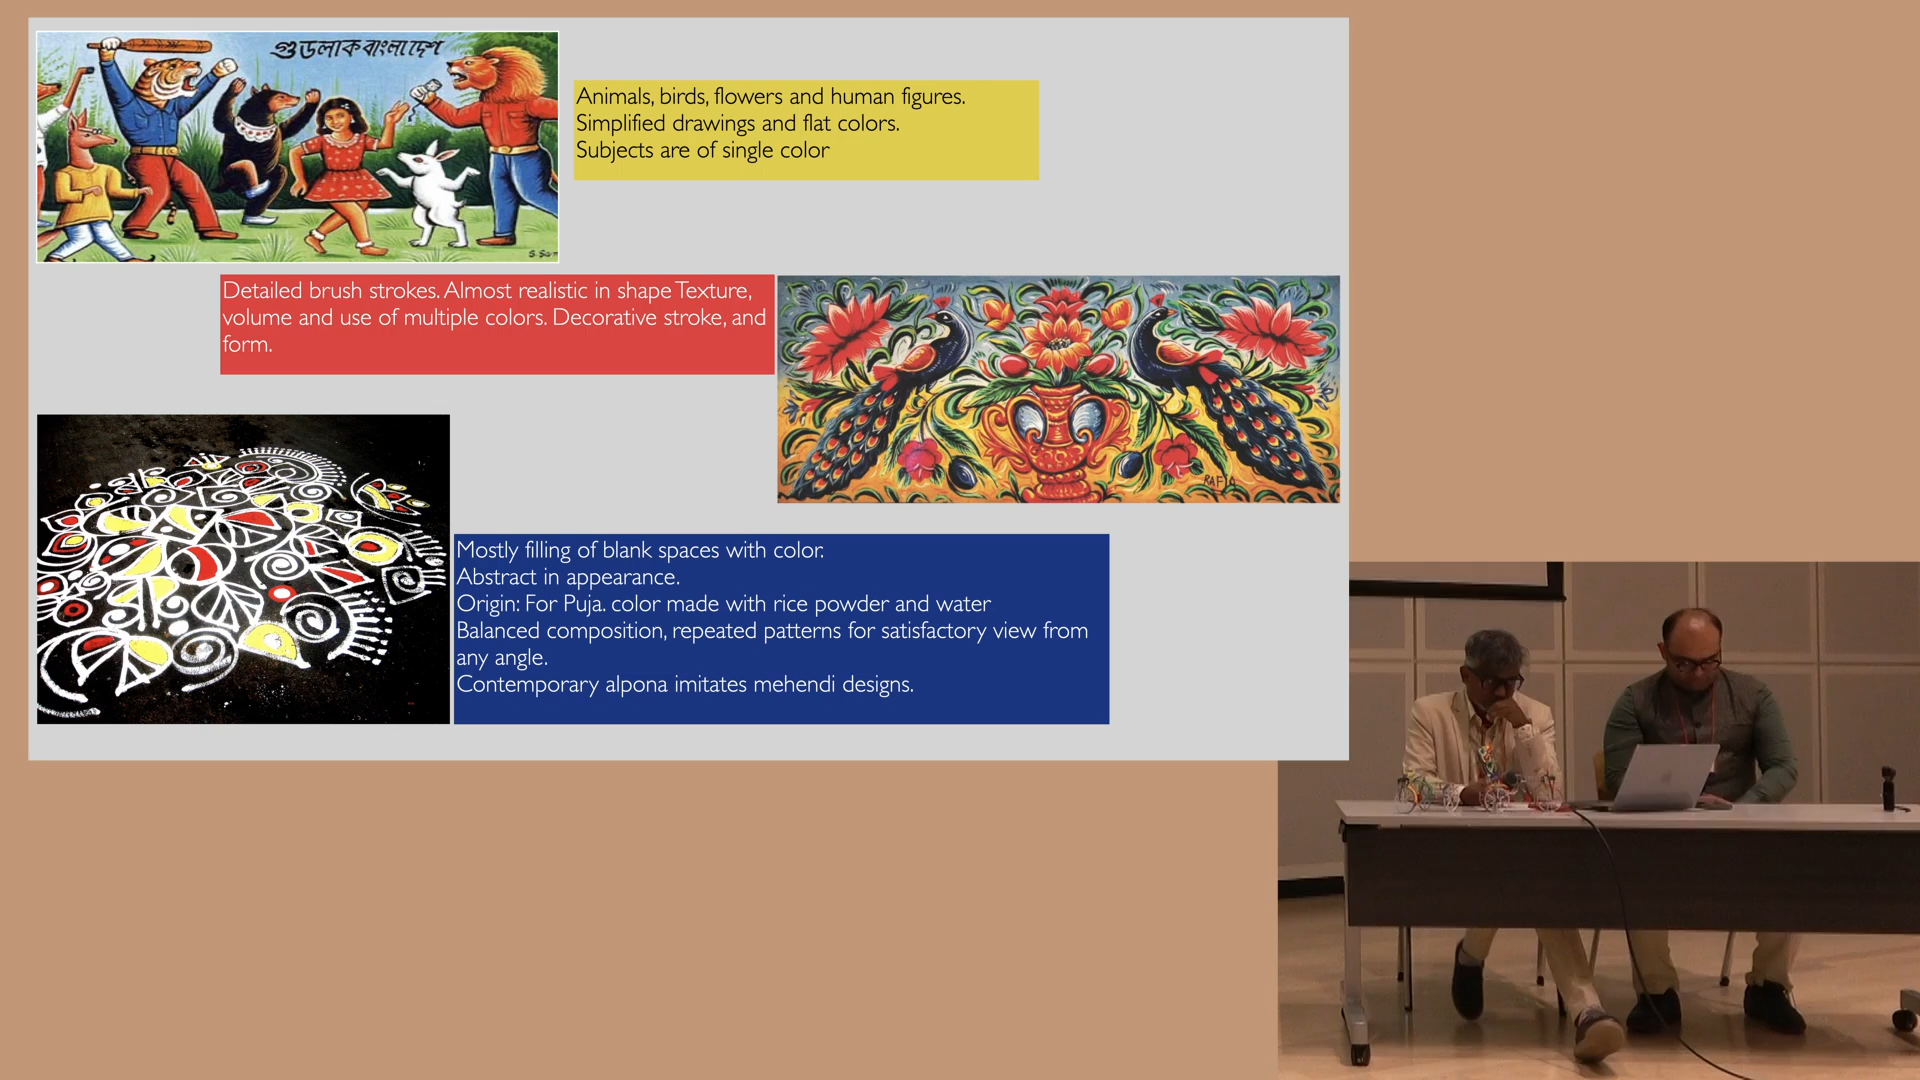 গুডলাক বাংলাদেশ
Animals, birds, flowers and human figures.
Simplified drawings and flat colors.
Subjects are of single color
Detailed brush strokes. Almost realistic in shape Texture,
volume and use of multiple colors. Decorative stroke, and
form.
Mostly filling of blank spaces with color.
Abstract in appearance.
Origin: For Puja. color made with rice powder and water
Balanced composition, repeated patterns for satisfactory view from
any angle.
Contemporary alpona imitates mehendi designs.